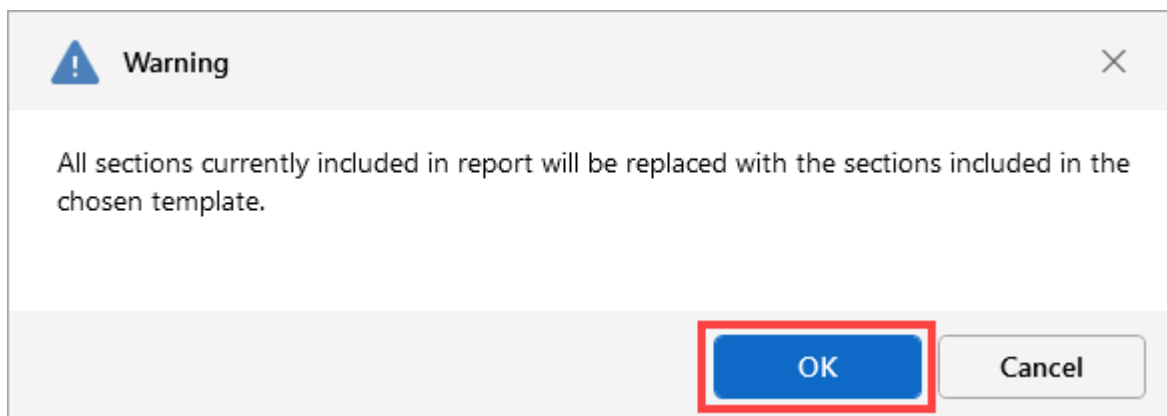 Warning
All sections currently included in report will be replaced with the sections included in the
chosen template.
OK
Cancel